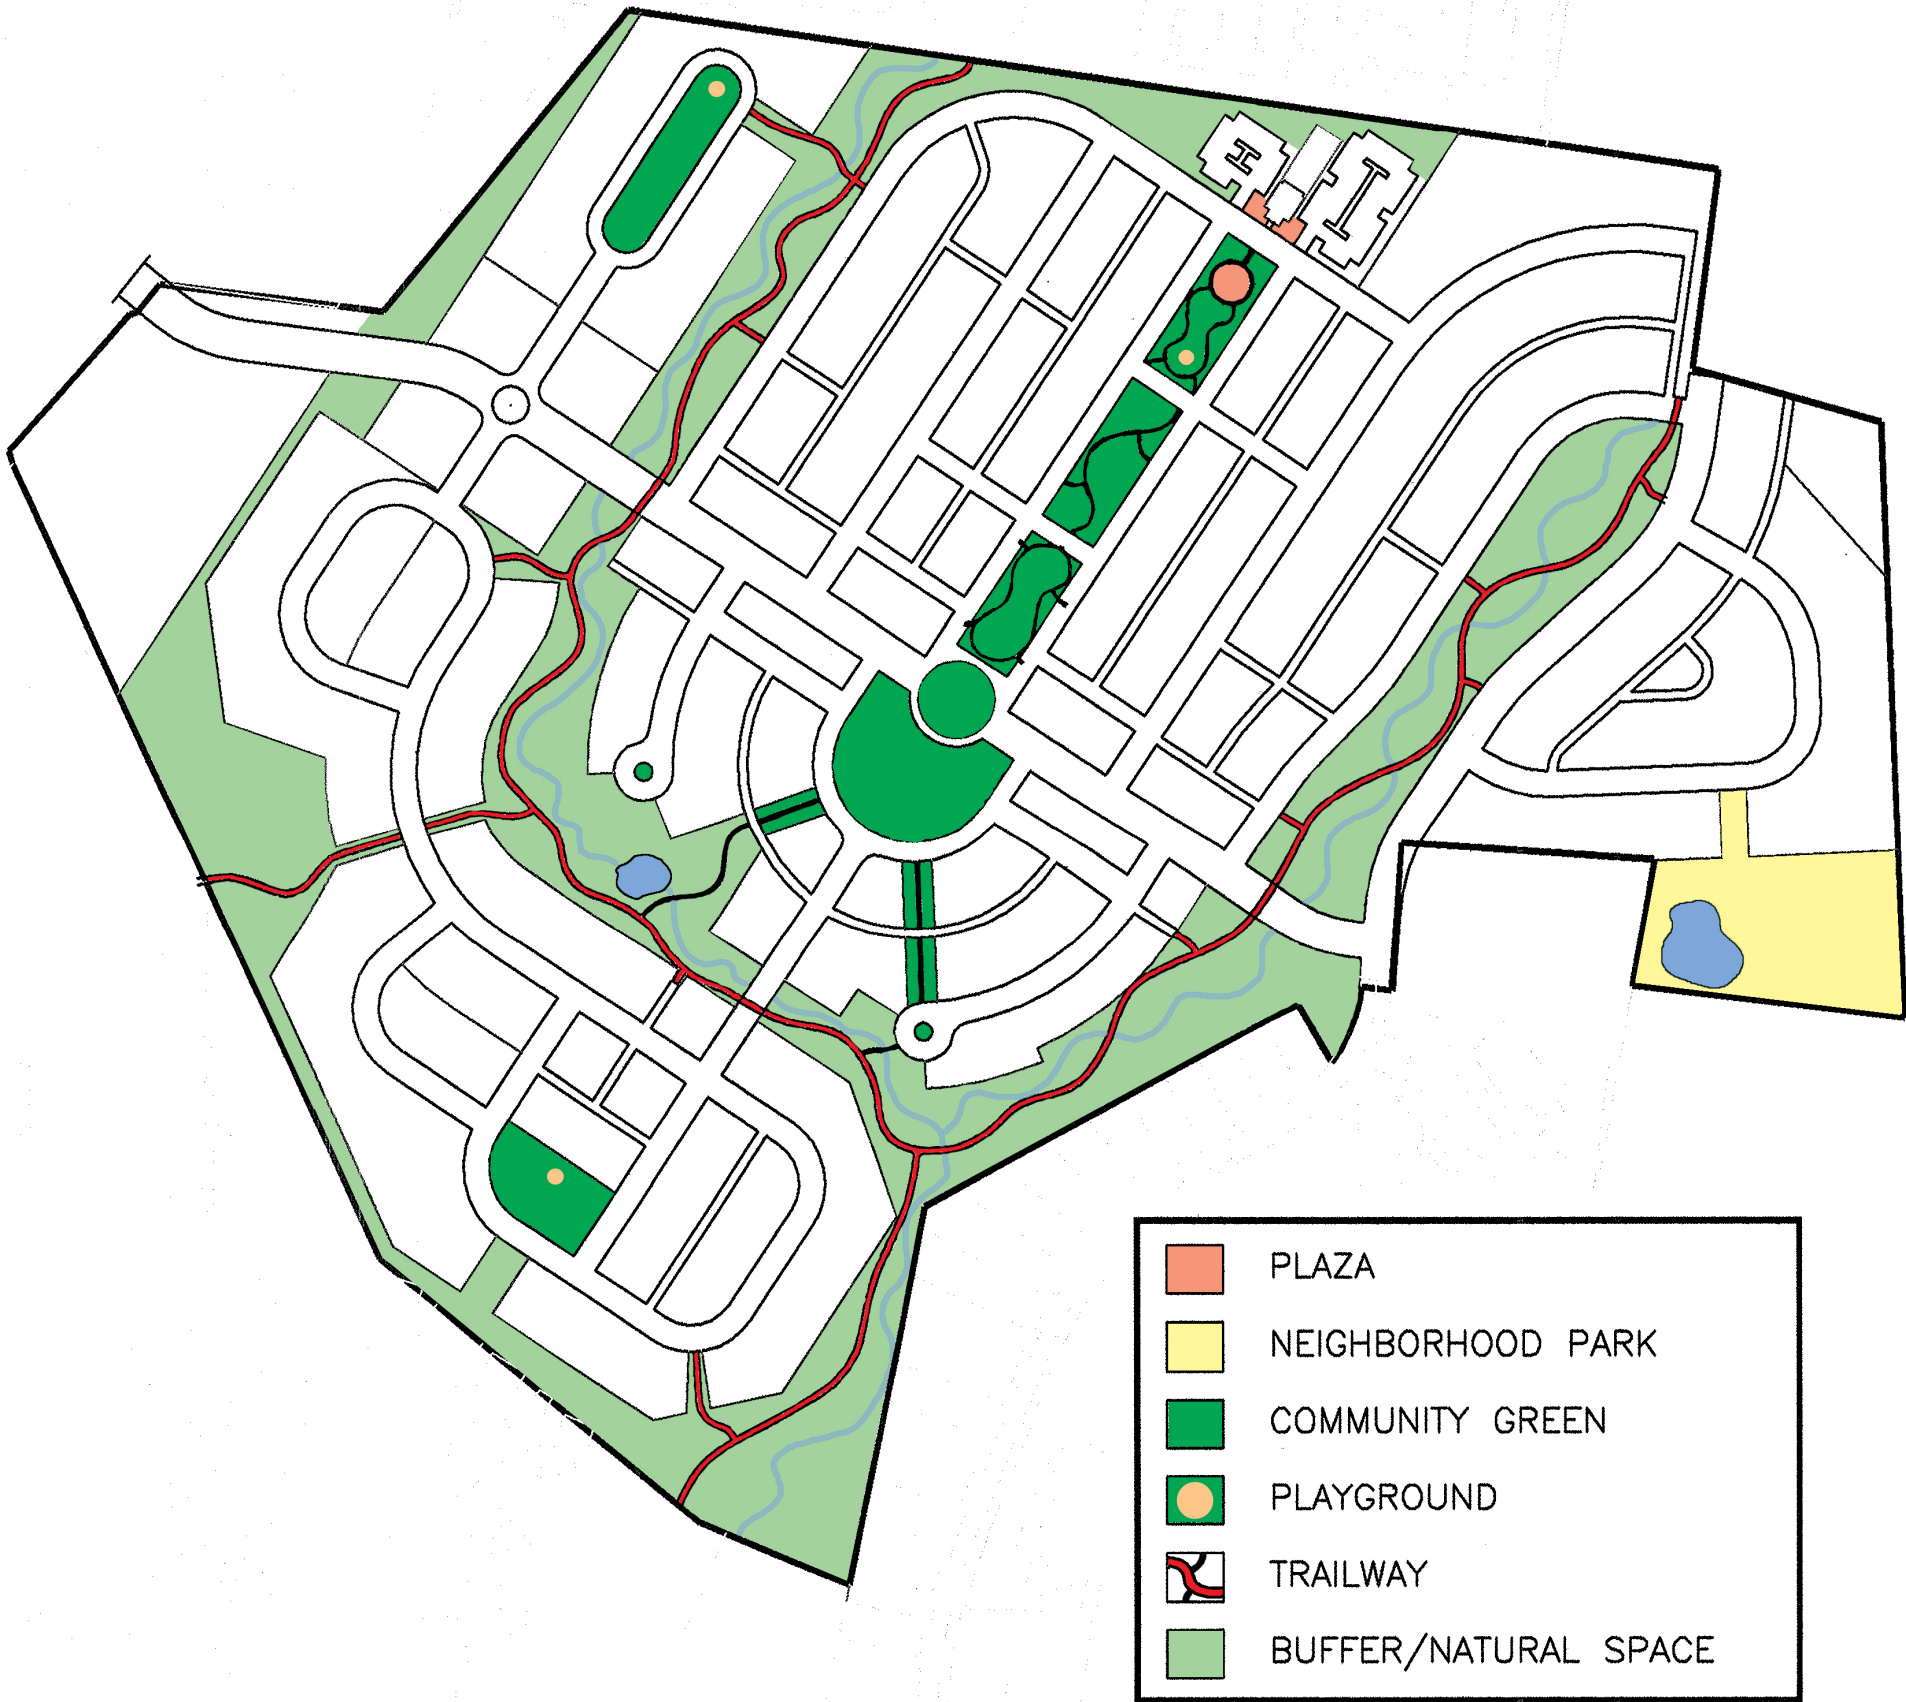 PLAZA
NEIGHBORHOOD PARK
COMMUNITY GREEN
PLAYGROUND
TRAILWAY
BUFFER/NATURAL SPACE